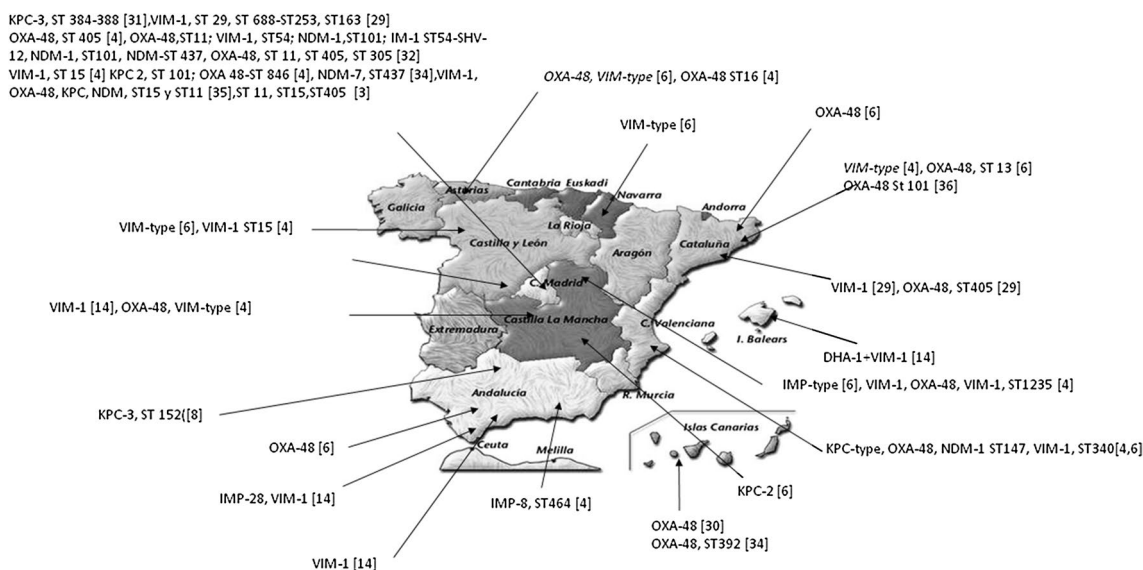 KPC-3, ST 384-388 [31],VIM-1, ST 29, ST 688-ST253, ST163 [29]
OXA-48, ST 405 [4], OXA-48,ST11; VIM-1, ST54; NDM-1,ST101; IM-1 ST54-SHV-
12, NDM-1, ST101, NDM-ST 437, OXA-48, ST 11, ST 405, ST 305 [32]
VIM-1, ST 15 [4] KPC 2, ST 101; OXA 48-ST 846 [4], NDM-7, ST437 [34],VIM-1,
OXA-48, KPC, NDM, ST15 y ST11 [35],ST 11, ST15,ST405 [3]
OXA-48, VIM-type [6], OXA-48 ST16 [4]
VIM-type [6]
OXA-48 [6]
VIM-type [4], OXA-48, ST 13 [6]
OXA-48 St 101 [36]
Asturias
Cantabria
Euskadi
Navarra
Andorra
Galicia
La Rioja
VIM-type [6], VIM-1 ST15 [4]
Castilla y León
Aragón
Cataluña
C. Madrid
VIM-1 [29], OXA-48, ST405 [29]
VIM-1 [14], OXA-48, VIM-type [4]
Castilla La Mancha
Extremadura
C. Valenciana
I. Balears
DHA-1+VIM-1 [14]
IMP-type [6], VIM-1, OXA-48, VIM-1, ST1235 [4]
Andalucía
R. Murcia
KPC-3, ST 152([8]
Islas Canarias
OXA-48 [6]
Ceuta
Melilla
KPC-type, OXA-48, NDM-1 ST147, VIM-1, ST340[4,6]
KPC-2 [6]
IMP-28, VIM-1 [14]
IMP-8, ST464 [4]
OXA-48 [30]
OXA-48, ST392 [34]
VIM-1 [14]